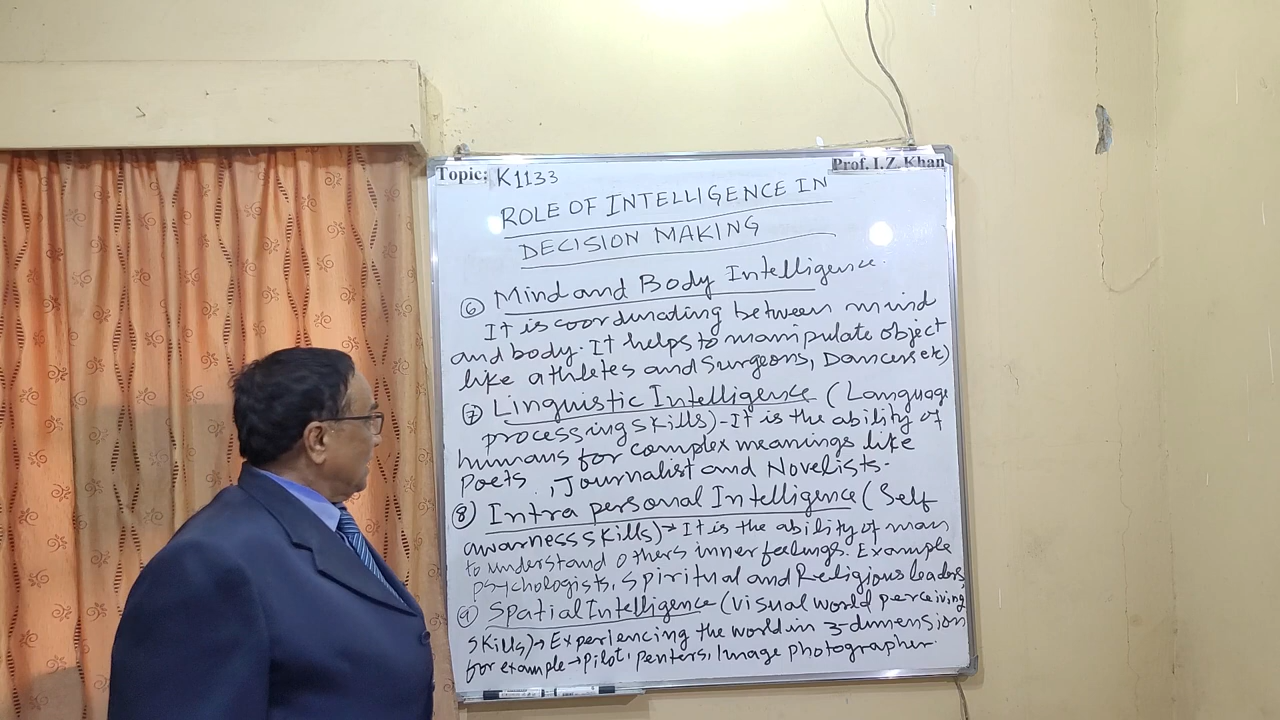 Topic: K1133
Prof. I. Z. Khan
ROLE OF INTELLIGENCE IN
DECISION MAKING
6 Mind and Body Intelligence.
It is coordinating between mind
and body. It helps to manipulate object
like athletes and Surgeons, Dancers etc)
7 Linguistic Intelligence (Language
processing skills) - It is the ability of
humans for complex meanings like
Poets, Journalist and Novelists.
8) Intra personal Intelligence (Self
awarness skills) → It is the ability of man
to understand others inner feelings. Example
psychologists, Spiritual and Religious leaders
9) Spatial Intelligence (visual world perceiving
skills) → Experiencing the world in 3-dimension
for example → pilot, penters, Image photographer